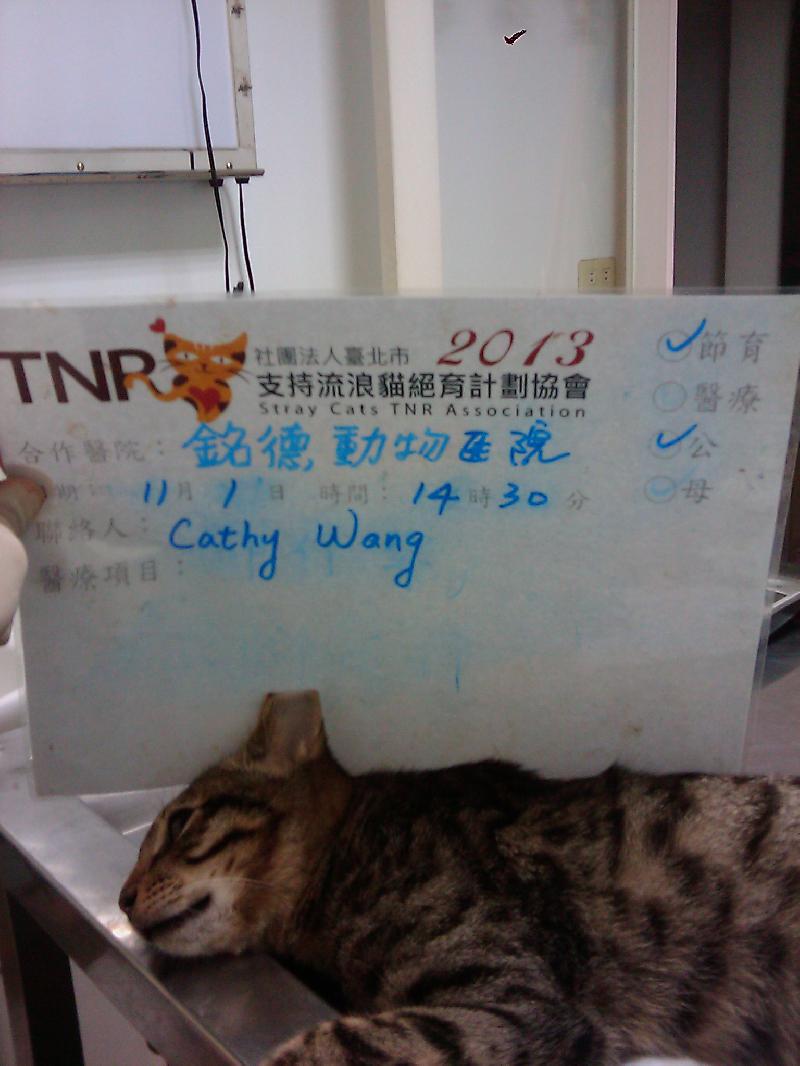 TNR 社團法人臺北市 2013
支持流浪貓絕育計劃協會
Stray Cats TNR Association
節育
醫療
公
母
合作醫院：銘德動物医院
期：11月1日 時間：14時30分
聯絡人：Cathy Wang
醫療項目：